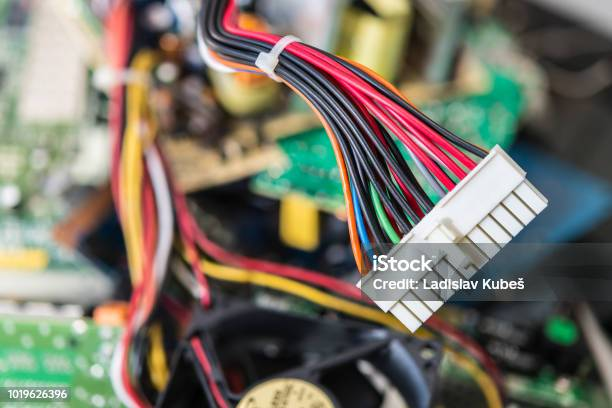 iStock
Credit: Ladislav Kubeš
1019626396